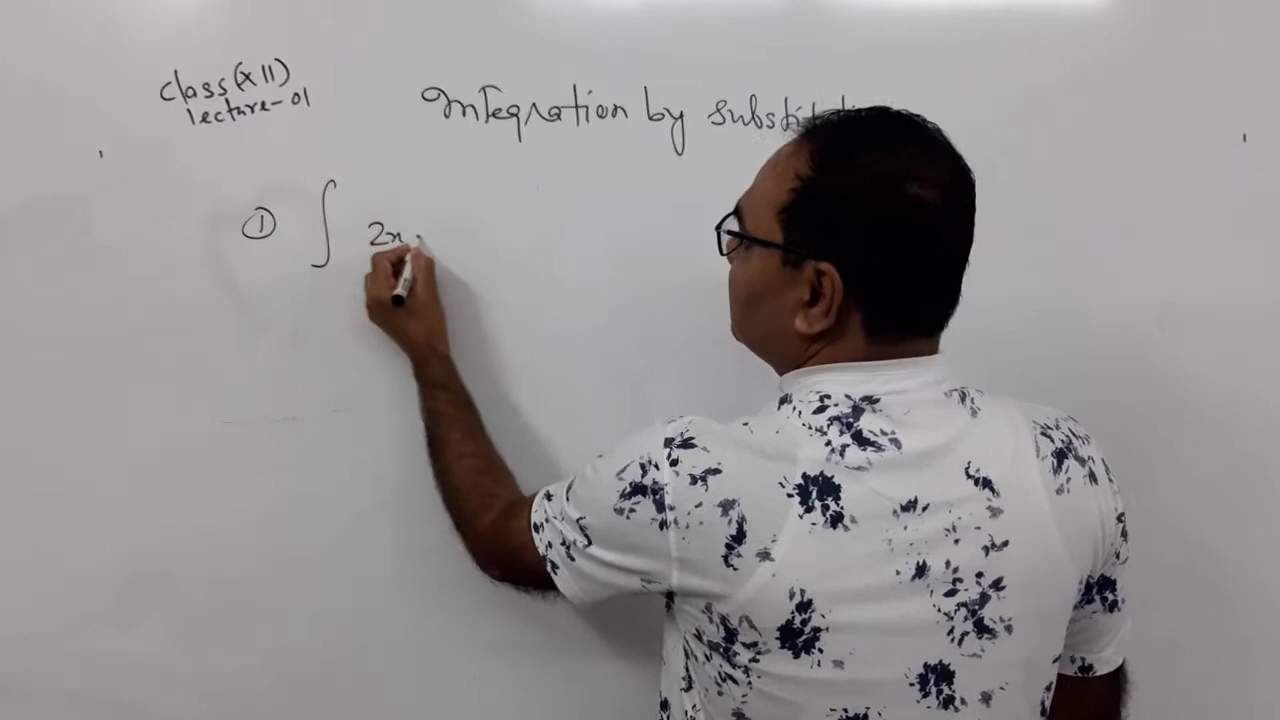 class(XII)
lecture-01
Integration by
① ∫ 2x